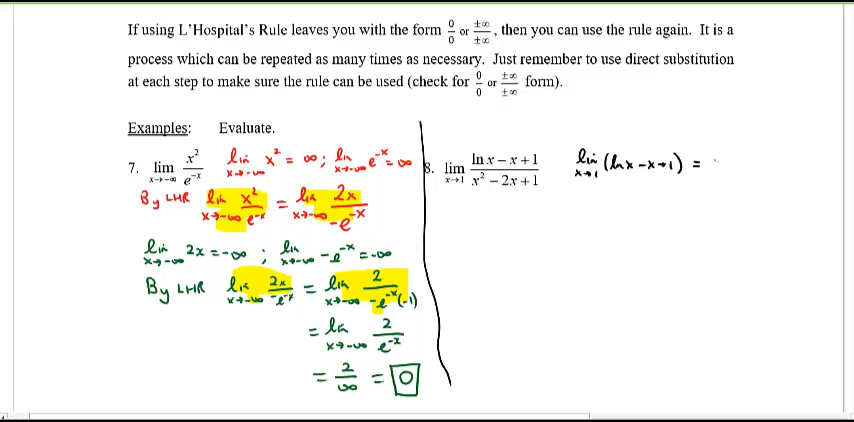 If using L'Hospital's Rule leaves you with the form 0/0 or ±∞/±∞, then you can use the rule again. It is a
process which can be repeated as many times as necessary. Just remember to use direct substitution
at each step to make sure the rule can be used (check for 0/0 or ±∞/±∞ form).
Examples: Evaluate.
7. lim x→-∞ x²/e^-x
lim x→-∞ x² = ∞; lim x→-∞ e^-x = ∞
By LHR lim x→-∞ x²/e^-x = lim x→-∞ 2x/-e^-x
lim x→-∞ 2x = -∞ ; lim x→-∞ -e^-x = -∞
By LHR lim x→-∞ 2x/-e^-x = lim x→-∞ 2/-e^-x(-1)
= lim x→-∞ 2/e^-x
= 2/∞ = 0
8. lim x→1 ln x - x + 1/x² - 2x + 1
lim x→1 (ln x - x + 1) =